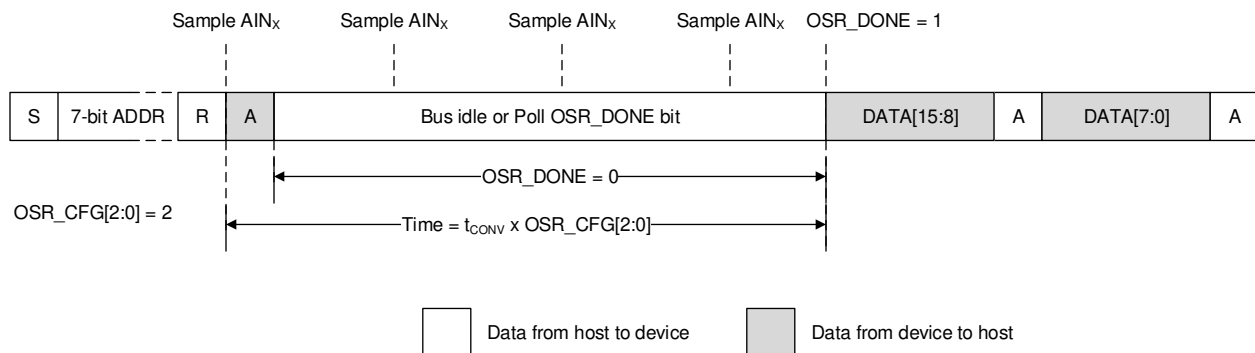 Sample AINX Sample AINX Sample AINX Sample AINX OSR_DONE = 1
S 7-bit ADDR R A Bus idle or Poll OSR_DONE bit DATA[15:8] A DATA[7:0] A
OSR_DONE = 0
OSR_CFG[2:0] = 2
Time = tCONV x OSR_CFG[2:0]
Data from host to device Data from device to host